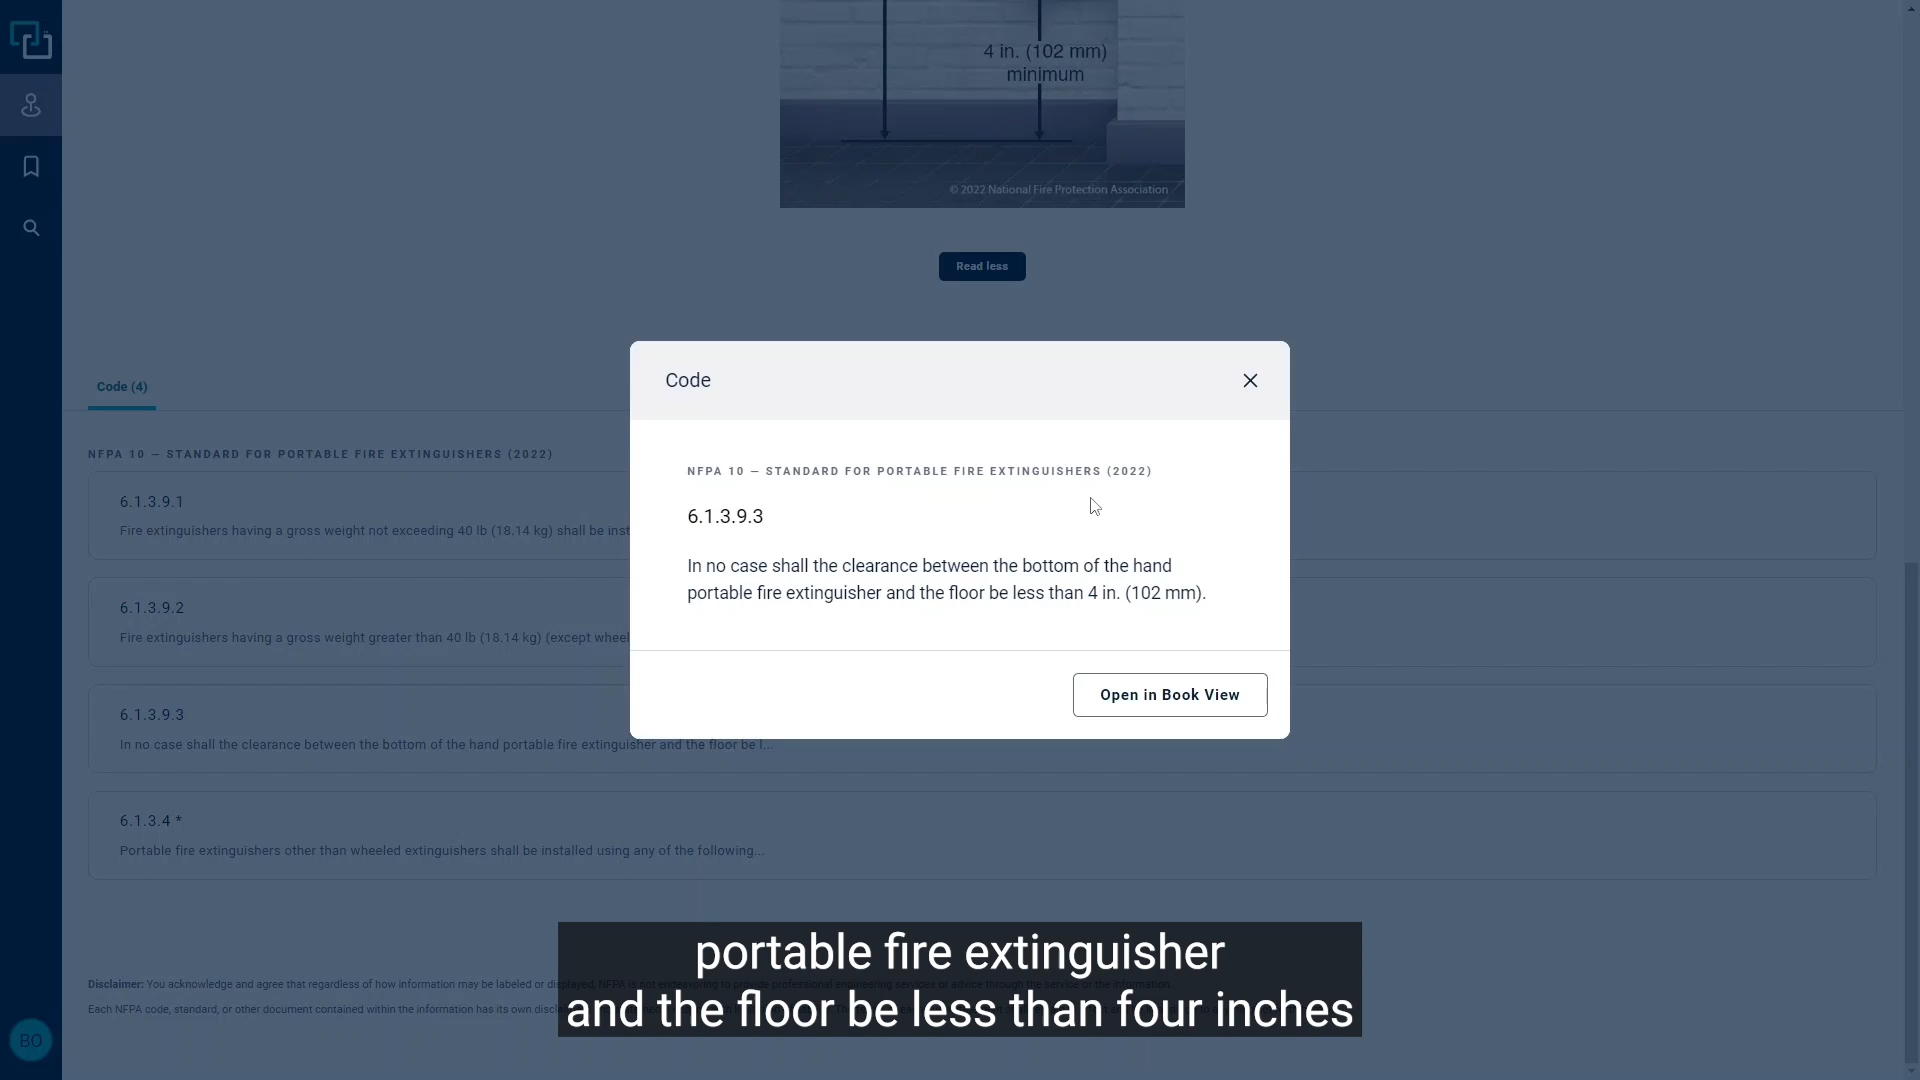 4 in. (102 mm)
minimum
© 2022 National Fire Protection Association
Read less
Code (4)
NFPA 10 — STANDARD FOR PORTABLE FIRE EXTINGUISHERS (2022)
6.1.3.9.1
Fire extinguishers having a gross weight not exceeding 40 lb (18.14 kg) shall be inst
6.1.3.9.2
Fire extinguishers having a gross weight greater than 40 lb (18.14 kg) (except wheel
6.1.3.9.3
In no case shall the clearance between the bottom of the hand portable fire extinguisher and the floor be l...
6.1.3.4 *
Portable fire extinguishers other than wheeled extinguishers shall be installed using any of the following...
Code
NFPA 10 — STANDARD FOR PORTABLE FIRE EXTINGUISHERS (2022)
6.1.3.9.3
In no case shall the clearance between the bottom of the hand
portable fire extinguisher and the floor be less than 4 in. (102 mm).
Open in Book View
Disclaimer: You acknowledge and agree that regardless of how information may be labeled or displayed, NFPA is not endeavoring to provide professional engineering services or advice through the service or the information.
Each NFPA code, standard, or other document contained within the information has its own
portable fire extinguisher
and the floor be less than four inches
BO